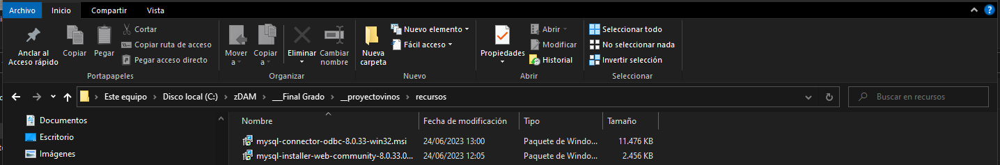 Archivo Inicio Compartir Vista
Anclar al Acceso rápido
Copiar
Pegar
Cortar
Copiar ruta de acceso
Pegar acceso directo
Portapapeles
Mover a
Copiar a
Eliminar
Cambiar nombre
Organizar
Nueva carpeta
Nuevo elemento
Fácil acceso
Nuevo
Propiedades
Abrir
Modificar
Historial
Abrir
Seleccionar todo
No seleccionar nada
Invertir selección
Seleccionar
Este equipo > Disco local (C:) > zDAM > ___Final Grado > __proyectovinos > recursos
Buscar en recursos
Documentos
Escritorio
Imágenes
Nombre Fecha de modificación Tipo Tamaño
mysql-connector-odbc-8.0.33-win32.msi 24/06/2023 13:00 Paquete de Windo... 11.476 KB
mysql-installer-web-community-8.0.33.0... 24/06/2023 12:05 Paquete de Windo... 2.456 KB